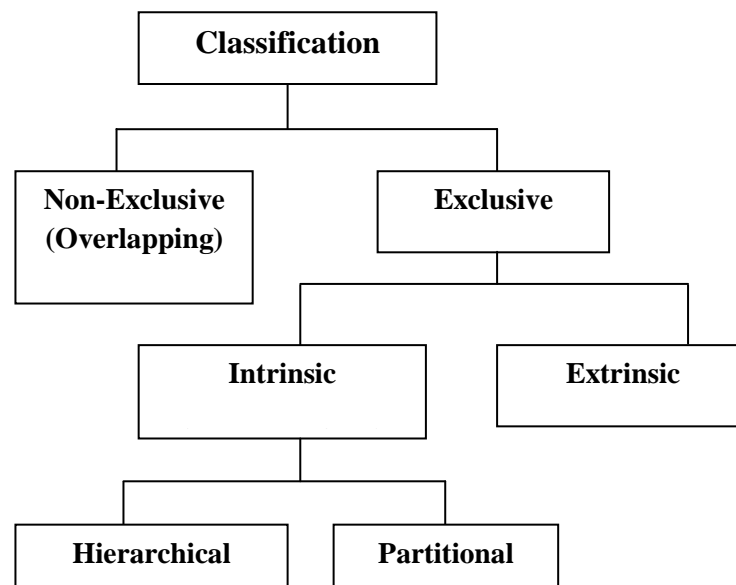 Classification
Non-Exclusive
(Overlapping)
Exclusive
Intrinsic
Extrinsic
Hierarchical
Partitional